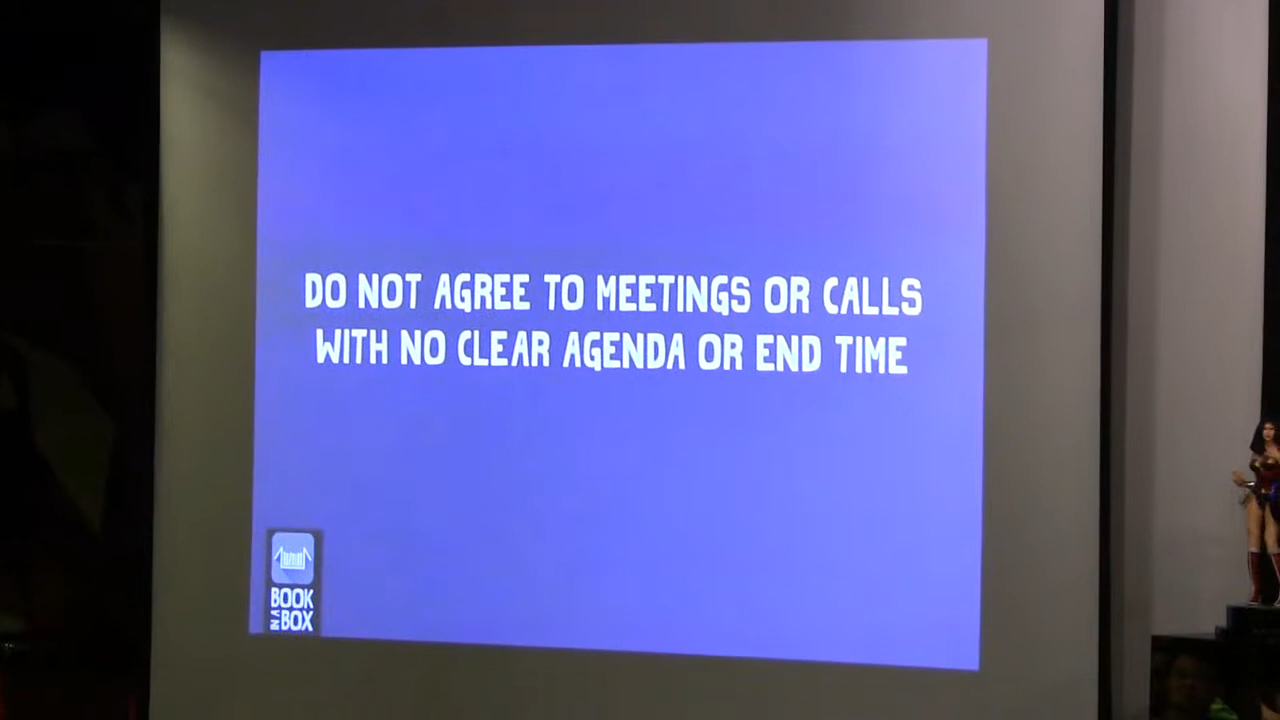 DO NOT AGREE TO MEETINGS OR CALLS
WITH NO CLEAR AGENDA OR END TIME
BOOK
IN A BOX